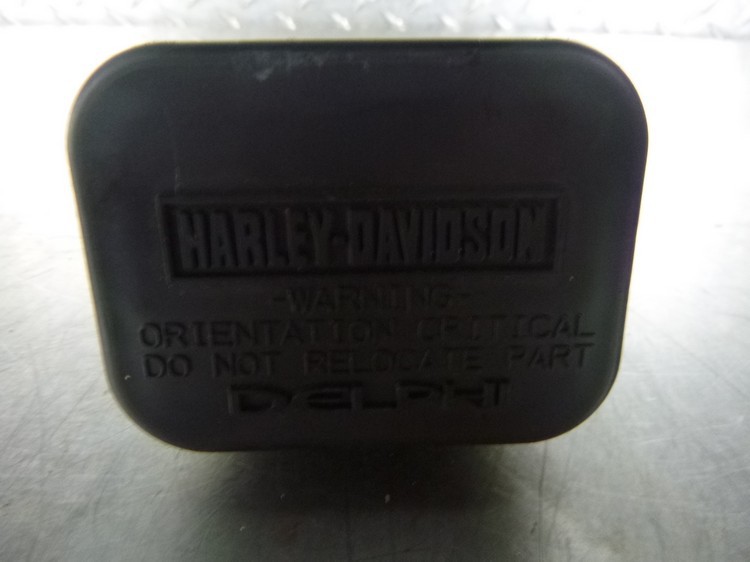 HARLEY-DAVIDSON
-WARNING-
ORIENTATION CRITICAL
DO NOT RELOCATE PART
DELPHI